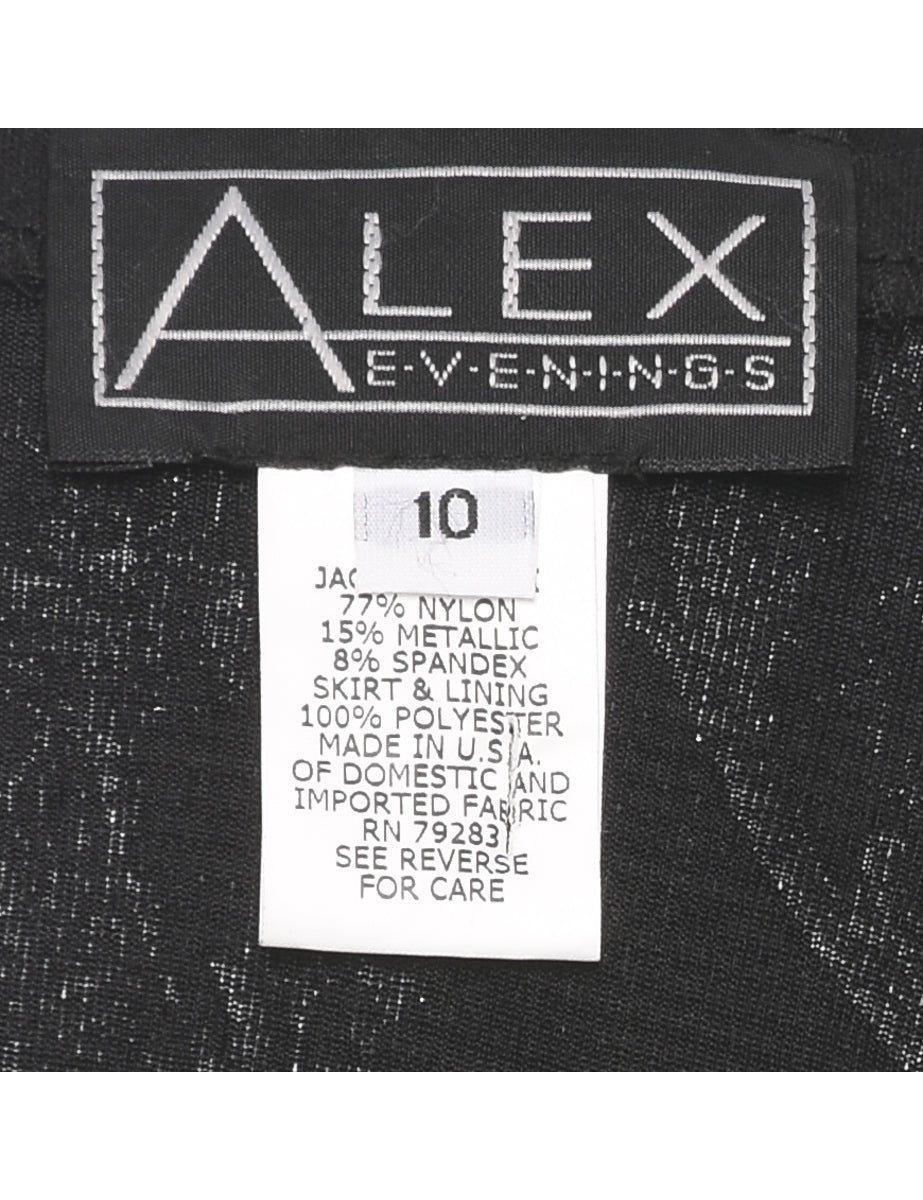 ALEX
E·V·E·N·I·N·G·S
10
77% NYLON
15% METALLIC
8% SPANDEX
SKIRT & LINING
100% POLYESTER
MADE IN U.S.A.
OF DOMESTIC AND
IMPORTED FABRIC
RN 79283
SEE REVERSE
FOR CARE